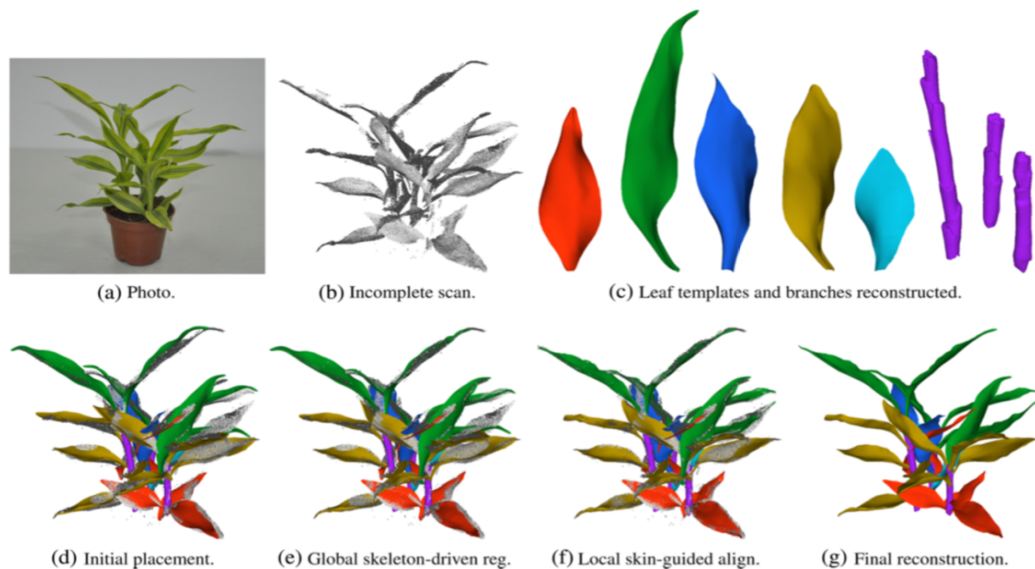 (a) Photo.
(b) Incomplete scan.
(c) Leaf templates and branches reconstructed.
(d) Initial placement.
(e) Global skeleton-driven reg.
(f) Local skin-guided align.
(g) Final reconstruction.